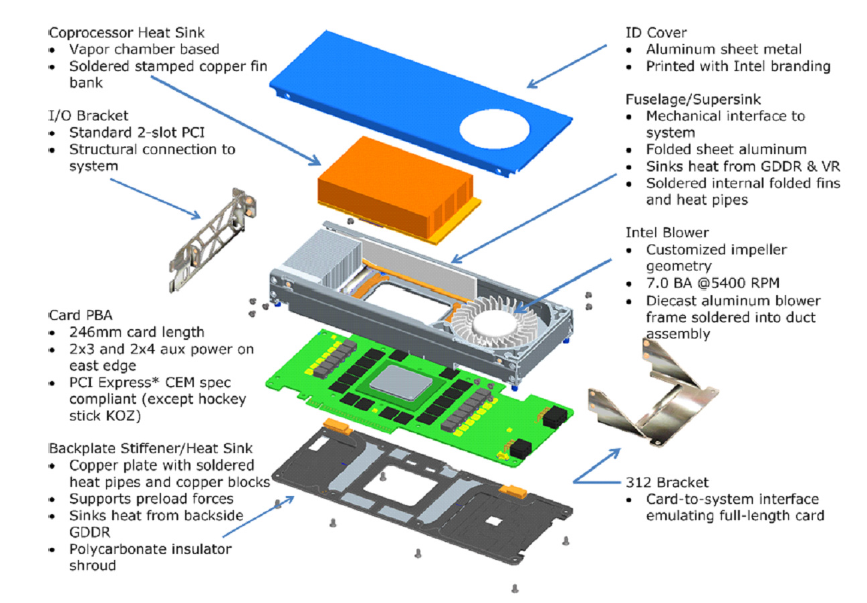 Coprocessor Heat Sink
• Vapor chamber based
• Soldered stamped copper fin
bank
I/O Bracket
• Standard 2-slot PCI
• Structural connection to
system
Card PBA
• 246mm card length
• 2x3 and 2x4 aux power on
east edge
• PCI Express* CEM spec
compliant (except hockey
stick KOZ)
Backplate Stiffener/Heat Sink
• Copper plate with soldered
heat pipes and copper blocks
• Supports preload forces
• Sinks heat from backside
GDDR
• Polycarbonate insulator
shroud
ID Cover
• Aluminum sheet metal
• Printed with Intel branding
Fuselage/Supersink
• Mechanical interface to
system
• Folded sheet aluminum
• Sinks heat from GDDR & VR
• Soldered internal folded fins
and heat pipes
Intel Blower
• Customized impeller
geometry
• 7.0 BA @5400 RPM
• Diecast aluminum blower
frame soldered into duct
assembly
312 Bracket
• Card-to-system interface
emulating full-length card